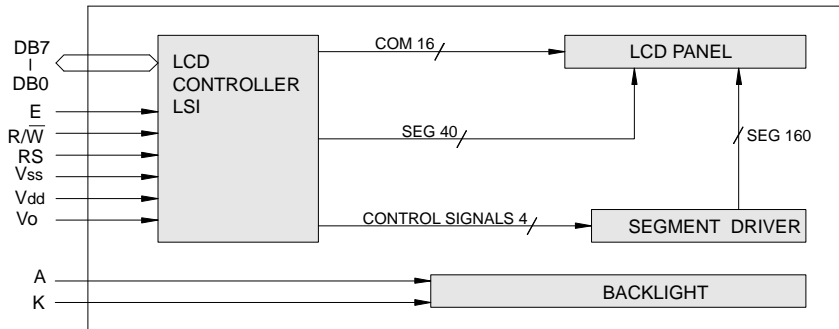 DB7
DB0
E
R/W̅
RS
Vss
Vdd
Vo
A
K
LCD
CONTROLLER
LSI
COM 16
SEG 40
CONTROL SIGNALS 4
LCD PANEL
SEG 160
SEGMENT DRIVER
BACKLIGHT